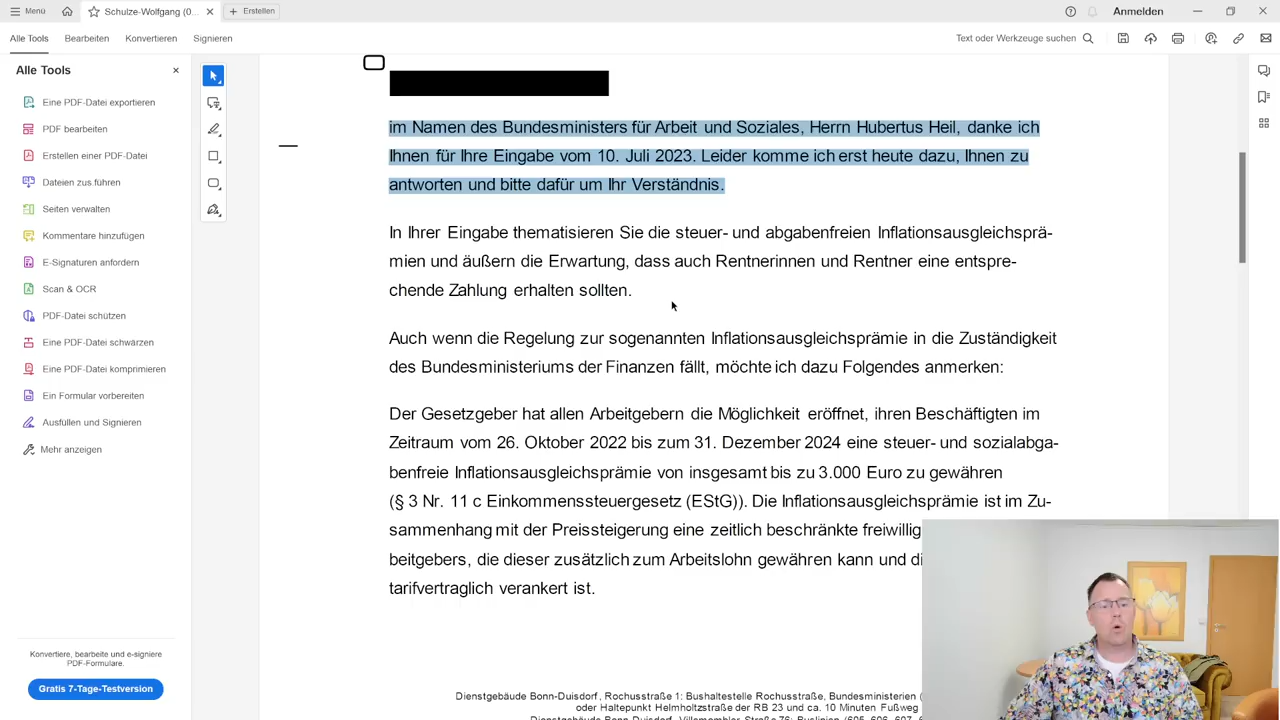 Menü
Schulze-Wolfgang (0...
Erstellen
Anmelden
Alle Tools
Bearbeiten
Konvertieren
Signieren
Text oder Werkzeuge suchen
Alle Tools
Eine PDF-Datei exportieren
PDF bearbeiten
Erstellen einer PDF-Datei
Dateien zus.führen
Seiten verwalten
Kommentare hinzufügen
E-Signaturen anfordern
Scan & OCR
PDF-Datei schützen
Eine PDF-Datei schwärzen
Eine PDF-Datei komprimieren
Ein Formular vorbereiten
Ausfüllen und Signieren
Mehr anzeigen
Konvertiere, bearbeite und e-signiere
PDF-Formulare.
Gratis 7-Tage-Testversion
im Namen des Bundesministers für Arbeit und Soziales, Herrn Hubertus Heil, danke ich
Ihnen für Ihre Eingabe vom 10. Juli 2023. Leider komme ich erst heute dazu, Ihnen zu
antworten und bitte dafür um Ihr Verständnis.
In Ihrer Eingabe thematisieren Sie die steuer- und abgabenfreien Inflationsausgleichsprä-
mien und äußern die Erwartung, dass auch Rentnerinnen und Rentner eine entspre-
chende Zahlung erhalten sollten.
Auch wenn die Regelung zur sogenannten Inflationsausgleichsprämie in die Zuständigkeit
des Bundesministeriums der Finanzen fällt, möchte ich dazu Folgendes anmerken:
Der Gesetzgeber hat allen Arbeitgebern die Möglichkeit eröffnet, ihren Beschäftigten im
Zeitraum vom 26. Oktober 2022 bis zum 31. Dezember 2024 eine steuer- und sozialabga-
benfreie Inflationsausgleichsprämie von insgesamt bis zu 3.000 Euro zu gewähren
(§ 3 Nr. 11 c Einkommenssteuergesetz (EStG)). Die Inflationsausgleichsprämie ist im Zu-
sammenhang mit der Preissteigerung eine zeitlich beschränkte freiwillig
beitgebers, die dieser zusätzlich zum Arbeitslohn gewähren kann und di
tarifvertraglich verankert ist.
Dienstgebäude Bonn-Duisdorf, Rochusstraße 1: Bushaltestelle Rochusstraße, Bundesministerien (
oder Haltepunkt Helmholtzstraße der RB 23 und ca. 10 Minuten Fußweg